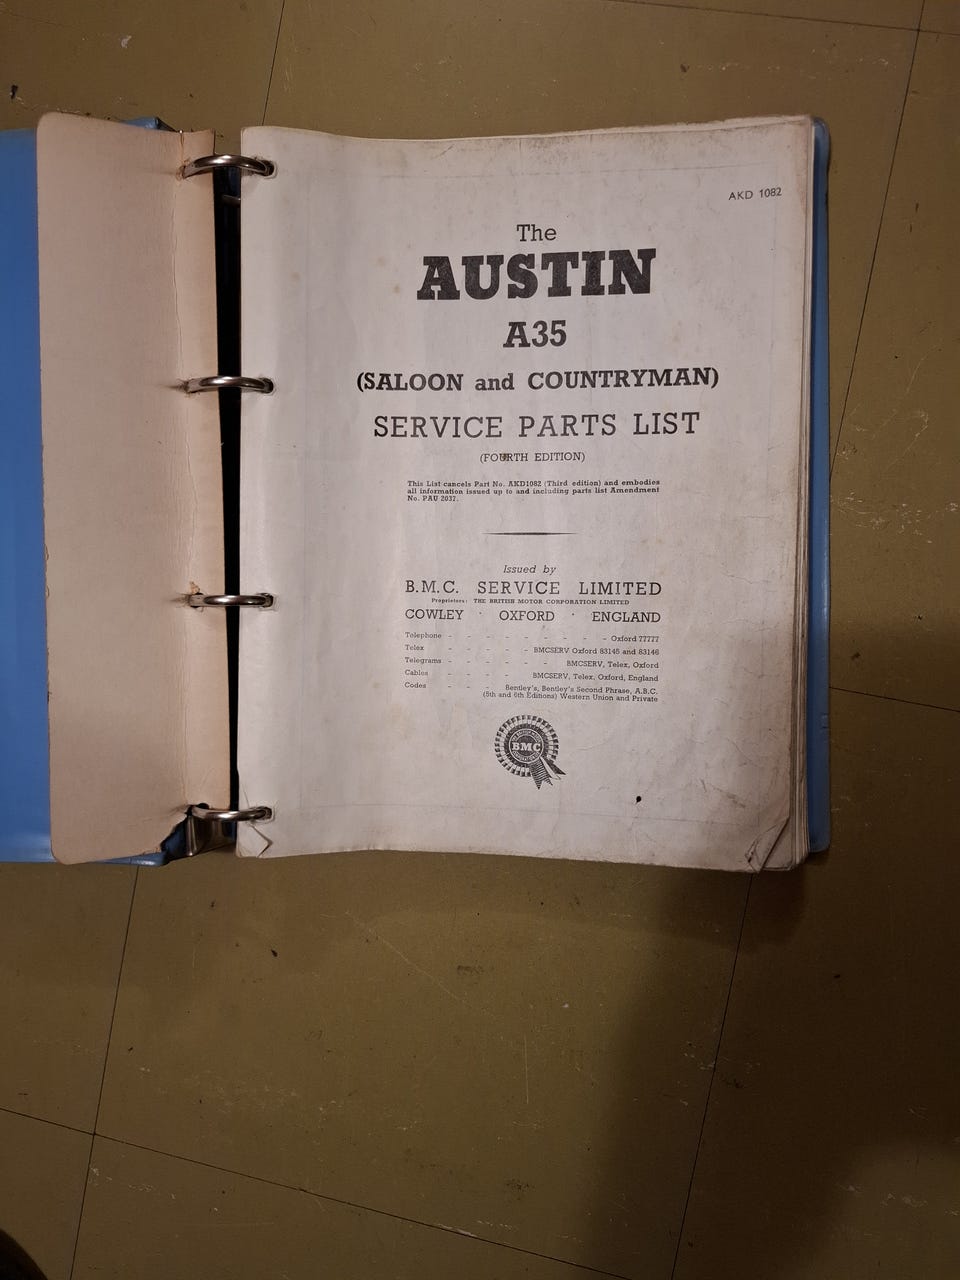 AKD 1082
The
AUSTIN
A35
(SALOON and COUNTRYMAN)
SERVICE PARTS LIST
(FOURTH EDITION)
This List cancels Part No. AKD1082 (Third edition) and embodies
all information issued up to and including parts list Amendment
No. PAU 2037.
Issued by
B.M.C. SERVICE LIMITED
Proprietors: THE BRITISH MOTOR CORPORATION LIMITED
COWLEY · OXFORD · ENGLAND
Telephone - - - - - - - - - Oxford 77777
Telex - - - - - BMCSERV Oxford 83145 and 83146
Telegrams - - - - - - BMCSERV, Telex, Oxford
Cables - - - - - BMCSERV, Telex, Oxford, England
Codes - - - Bentley's, Bentley's Second Phrase, A.B.C.
(5th and 6th Editions) Western Union and Private
BMC